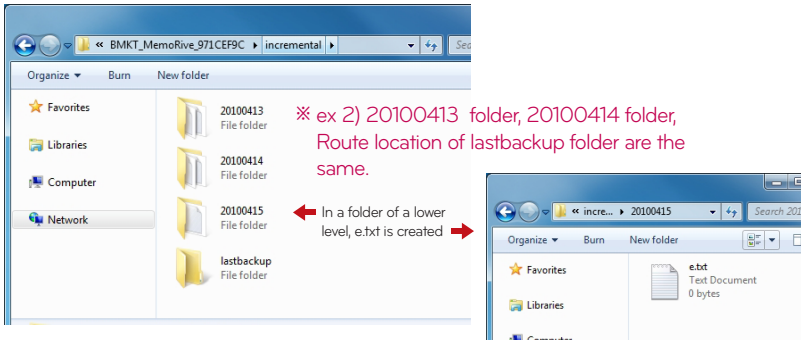 « BMKT_MemoRive_971CEF9C ▸ incremental ▸
Organize ▾ Burn New folder
Favorites
Libraries
Computer
Network
20100413
File folder
20100414
File folder
20100415
File folder
lastbackup
File folder
※ ex 2) 20100413 folder, 20100414 folder,
Route location of lastbackup folder are the
same.
In a folder of a lower
level, e.txt is created
« incre... ▸ 20100415
Search 201
Organize ▾ Burn New folder
Favorites
Libraries
Computer
e.txt
Text Document
0 bytes